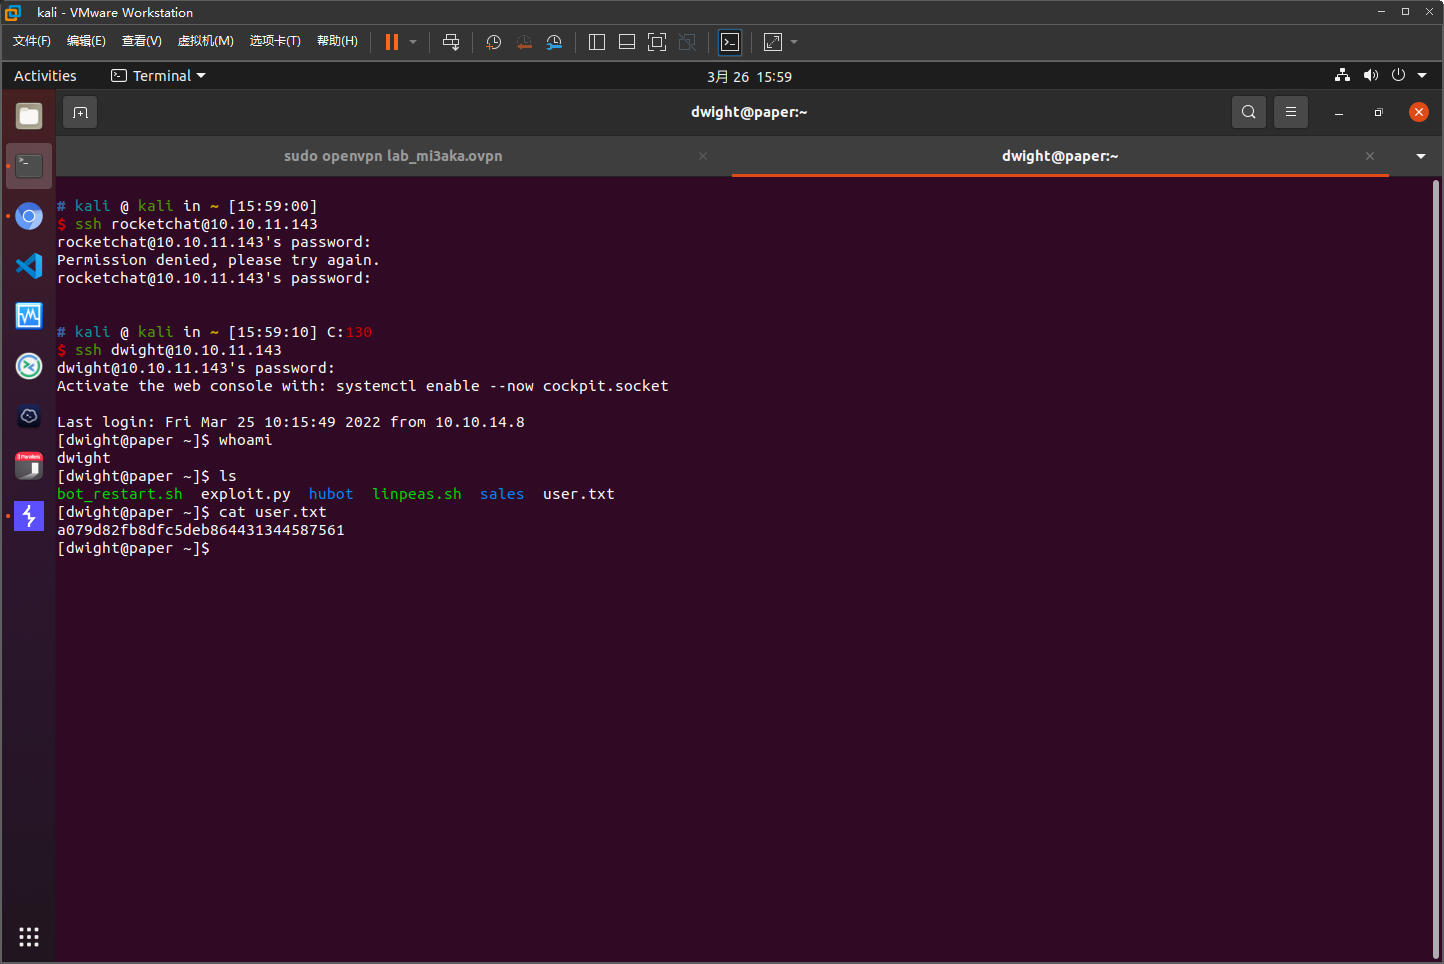 kali - VMware Workstation
文件(F) 编辑(E) 查看(V) 虚拟机(M) 选项卡(T) 帮助(H)
Activities Terminal 3月 26 15:59
dwight@paper:~
sudo openvpn lab_mi3aka.ovpn dwight@paper:~
# kali @ kali in ~ [15:59:00]
$ ssh rocketchat@10.10.11.143
rocketchat@10.10.11.143's password:
Permission denied, please try again.
rocketchat@10.10.11.143's password:
# kali @ kali in ~ [15:59:10] C:130
$ ssh dwight@10.10.11.143
dwight@10.10.11.143's password:
Activate the web console with: systemctl enable --now cockpit.socket
Last login: Fri Mar 25 10:15:49 2022 from 10.10.14.8
[dwight@paper ~]$ whoami
dwight
[dwight@paper ~]$ ls
bot_restart.sh exploit.py hubot linpeas.sh sales user.txt
[dwight@paper ~]$ cat user.txt
a079d82fb8dfc5deb864431344587561
[dwight@paper ~]$